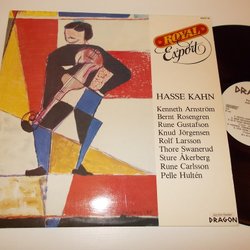 ROYAL
Export
HASSE KAHN
Kenneth Arnström
Bernt Rosengren
Rune Gustafson
Knud Jörgensen
Rolf Larsson
Thore Swanerud
Sture Åkerberg
Rune Carlsson
Pelle Hultén
DRAGON
DRAGON